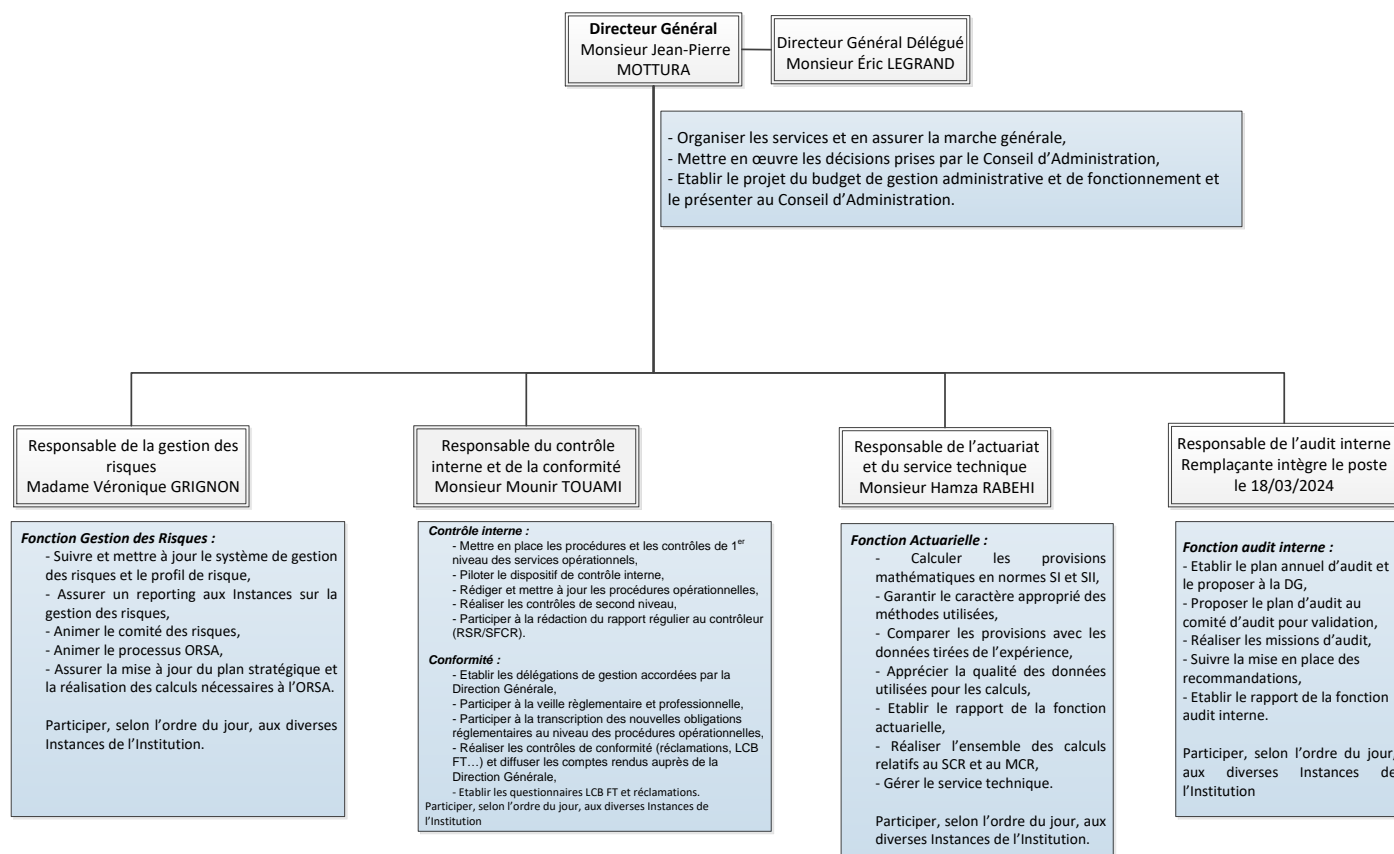 Directeur Général
Monsieur Jean-Pierre
MOTTURA
Directeur Général Délégué
Monsieur Éric LEGRAND
- Organiser les services et en assurer la marche générale,
- Mettre en œuvre les décisions prises par le Conseil d’Administration,
- Etablir le projet du budget de gestion administrative et de fonctionnement et
le présenter au Conseil d’Administration.
Responsable de la gestion des
risques
Madame Véronique GRIGNON
Responsable du contrôle
interne et de la conformité
Monsieur Mounir TOUAMI
Responsable de l’actuariat
et du service technique
Monsieur Hamza RABEHI
Responsable de l’audit interne
Remplaçante intègre le poste
le 18/03/2024
Fonction Gestion des Risques :
- Suivre et mettre à jour le système de gestion
des risques et le profil de risque,
- Assurer un reporting aux Instances sur la
gestion des risques,
- Animer le comité des risques,
- Animer le processus ORSA,
- Assurer la mise à jour du plan stratégique et
la réalisation des calculs nécessaires à l’ORSA.
Participer, selon l’ordre du jour, aux diverses
Instances de l’Institution.
Contrôle interne :
- Mettre en place les procédures et les contrôles de 1er
niveau des services opérationnels,
- Piloter le dispositif de contrôle interne,
- Rédiger et mettre à jour les procédures opérationnelles,
- Réaliser les contrôles de second niveau,
- Participer à la rédaction du rapport régulier au contrôleur
(RSR/SFCR).
Conformité :
- Etablir les délégations de gestion accordées par la
Direction Générale,
- Participer à la veille règlementaire et professionnelle,
- Participer à la transcription des nouvelles obligations
réglementaires au niveau des procédures opérationnelles,
- Réaliser les contrôles de conformité (réclamations, LCB
FT…) et diffuser les comptes rendus auprès de la
Direction Générale,
- Etablir les questionnaires LCB FT et réclamations.
Participer, selon l’ordre du jour, aux diverses Instances de
l’Institution
Fonction Actuarielle :
- Calculer les provisions
mathématiques en normes SI et SII,
- Garantir le caractère approprié des
méthodes utilisées,
- Comparer les provisions avec les
données tirées de l’expérience,
- Apprécier la qualité des données
utilisées pour les calculs,
- Etablir le rapport de la fonction
actuarielle,
- Réaliser l’ensemble des calculs
relatifs au SCR et au MCR,
- Gérer le service technique.
Participer, selon l’ordre du jour, aux
diverses Instances de l’Institution.
Fonction audit interne :
- Etablir le plan annuel d’audit et
le proposer à la DG,
- Proposer le plan d’audit au
comité d’audit pour validation,
- Réaliser les missions d’audit,
- Suivre la mise en place des
recommandations,
- Etablir le rapport de la fonction
audit interne.
Participer, selon l’ordre du jour,
aux diverses Instances de
l’Institution